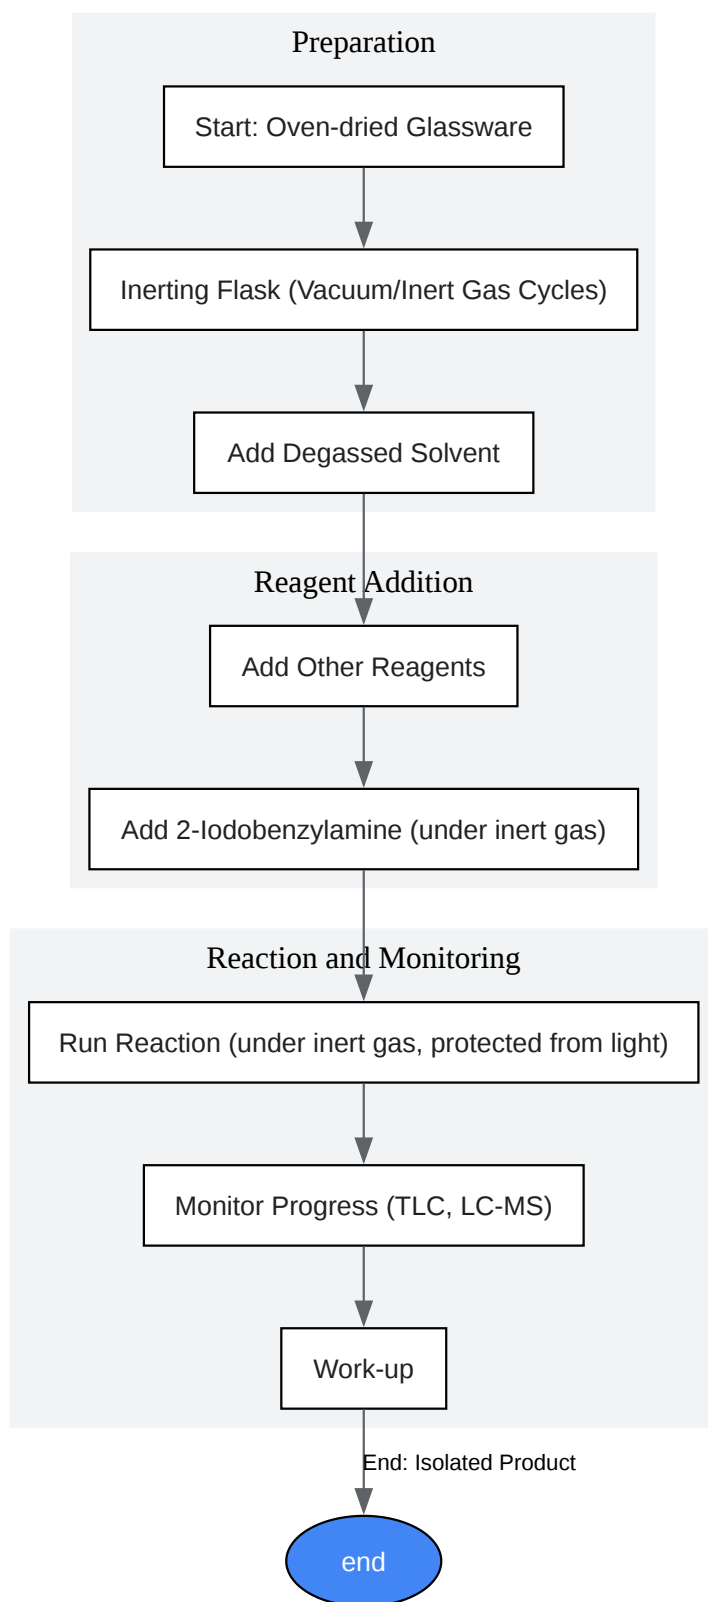 Preparation
Start: Oven-dried Glassware
Inerting Flask (Vacuum/Inert Gas Cycles)
Add Degassed Solvent
Reagent Addition
Add Other Reagents
Add 2-Iodobenzylamine (under inert gas)
Reaction and Monitoring
Run Reaction (under inert gas, protected from light)
Monitor Progress (TLC, LC-MS)
Work-up
End: Isolated Product
end